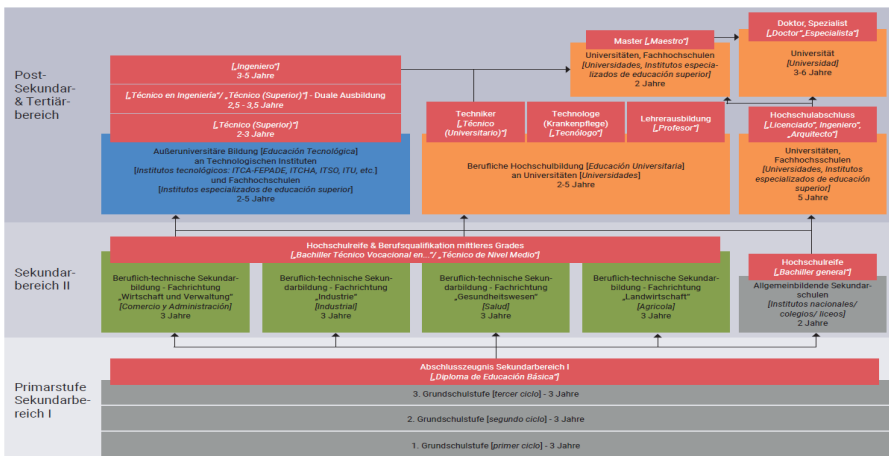 Post-
Sekundar-
& Tertiär-
bereich
[„Ingeniero"]
3-5 Jahre
[„Técnico en Ingeniería"/ „Técnico (Superior)"] - Duale Ausbildung
2,5 - 3,5 Jahre
[„Técnico (Superior)"]
2-3 Jahre
Außeruniversitäre Bildung [Educación Tecnológica]
an Technologischen Instituten
[Institutos tecnológicos: ITCA-FEPADE, ITCHA, ITSO, ITU, etc.]
und Fachhochschulen
[Institutos especializados de educación superior]
2-5 Jahre
Master [„Maestro"]
Universitäten, Fachhochschulen
[Universidades, Institutos especia-
lizados de educación superior]
2 Jahre
Doktor, Spezialist
[„Doctor"„Especialista"]
Universität
[Universidad]
3-6 Jahre
Techniker
[„Técnico
(Universitario)"]
Technologe
(Krankenpflege)
[„Tecnólogo"]
Lehrerausbildung
[„Profesor"]
Berufliche Hochschulbildung [Educación Universitaria]
an Universitäten [Universidades]
2-5 Jahre
Hochschulabschluss
[„Licenciado", Ingeniero",
„Arquitecto"]
Universitäten,
Fachhochsschulen
[Universidades, Institutos
especializados de educación
superior]
5 Jahre
Sekundar-
bereich II
Hochschulreife & Berufsqualifikation mittleres Grades
[„Bachiller Técnico Vocacional en..."/ „Técnico de Nivel Medio"]
Beruflich-technische Sekundar-
bildung - Fachrichtung
„Wirtschaft und Verwaltung"
[Comercio y Administración]
3 Jahre
Beruflich-technische Sekun-
darbildung - Fachrichtung
„Industrie"
[Industrial]
3 Jahre
Beruflich-technische Sekun-
darbildung - Fachrichtung
„Gesundheitswesen"
[Salud]
3 Jahre
Beruflich-technische Sekundar-
bildung - Fachrichtung
„Landwirtschaft"
[Agricola]
3 Jahre
Hochschulreife
[„Bachiller general"]
Allgemeinbildende Sekundar-
schulen
[Institutos nacionales/
colegios/ liceos]
2 Jahre
Primarstufe
Sekundarbe-
reich I
Abschlusszeugnis Sekundarbereich I
[„Diploma de Educación Básica"]
3. Grundschulstufe [tercer ciclo] - 3 Jahre
2. Grundschulstufe [segundo ciclo] - 3 Jahre
1. Grundschulstufe [primer ciclo] - 3 Jahre